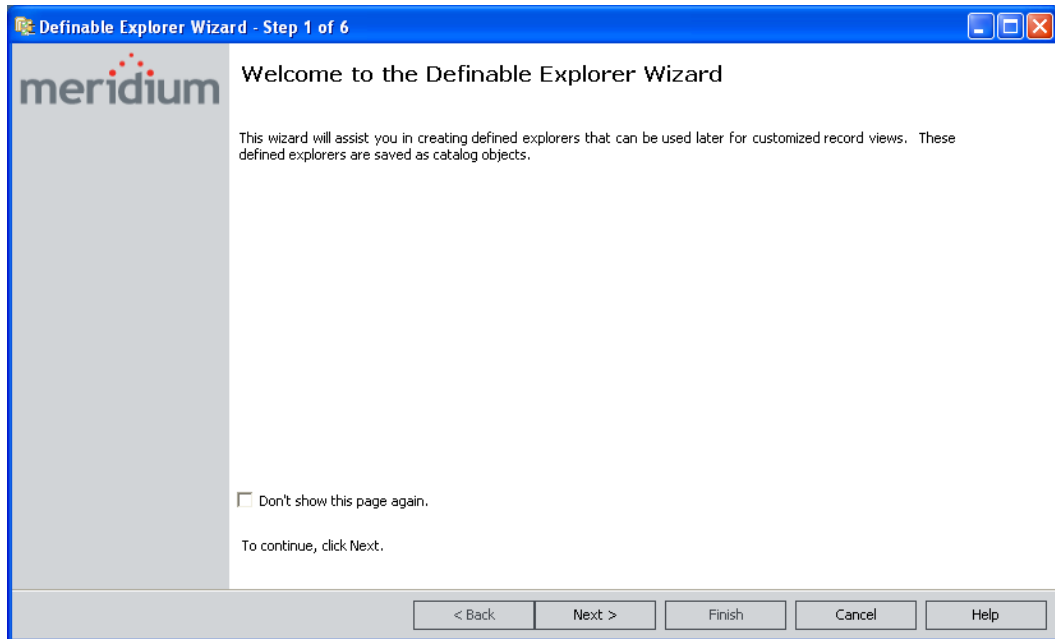 Definable Explorer Wizard - Step 1 of 6
meridium
Welcome to the Definable Explorer Wizard
This wizard will assist you in creating defined explorers that can be used later for customized record views. These
defined explorers are saved as catalog objects.
Don't show this page again.
To continue, click Next.
< Back
Next >
Finish
Cancel
Help